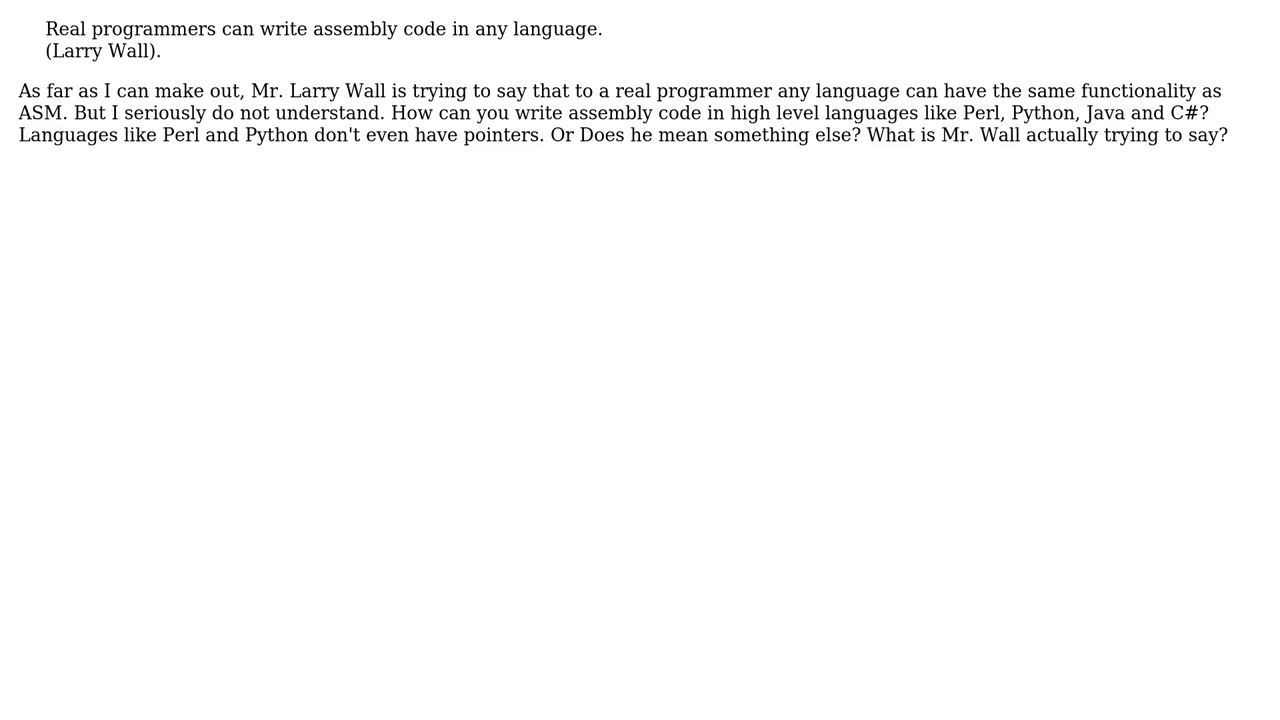 Real programmers can write assembly code in any language.
(Larry Wall).
As far as I can make out, Mr. Larry Wall is trying to say that to a real programmer any language can have the same functionality as
ASM. But I seriously do not understand. How can you write assembly code in high level languages like Perl, Python, Java and C#?
Languages like Perl and Python don't even have pointers. Or Does he mean something else? What is Mr. Wall actually trying to say?